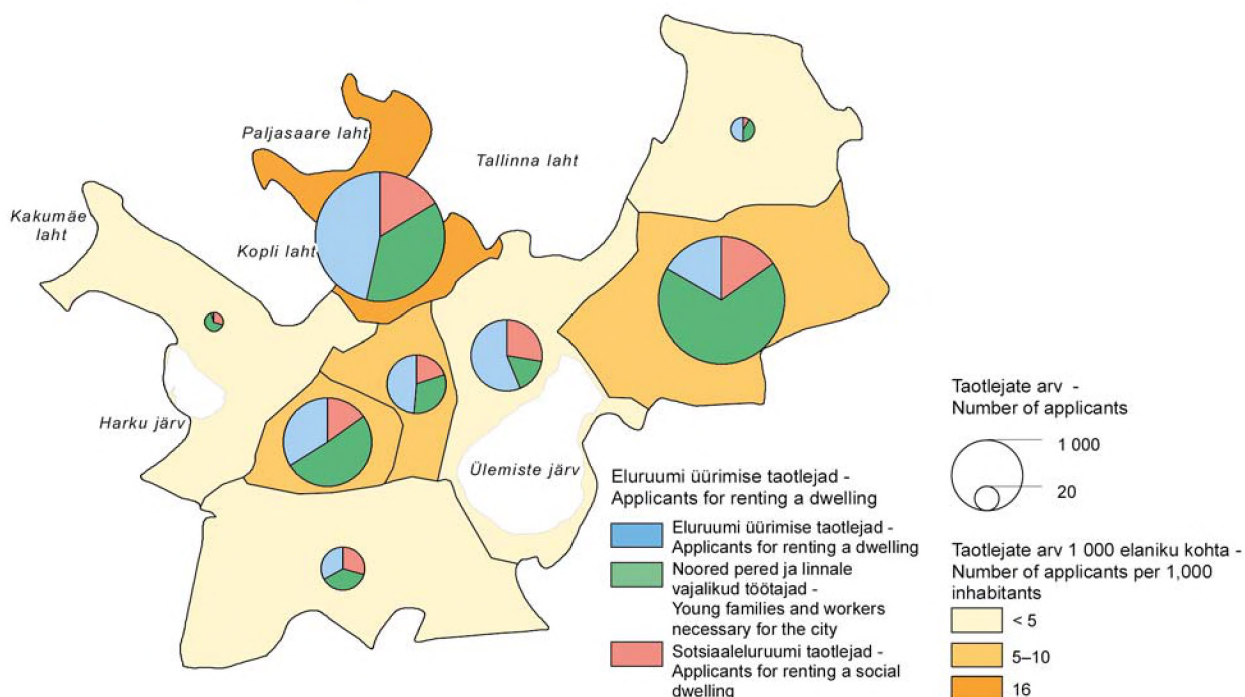 Paljasaare laht
Tallinna laht
Kakumäe
laht
Kopli laht
Harku järv
Ülemiste järv
Eluruumi üürimise taotlejad -
Applicants for renting a dwelling
Eluruumi üürimise taotlejad -
Applicants for renting a dwelling
Noored pered ja linnale
vajalikud töötajad -
Young families and workers
necessary for the city
Sotsiaaleluruumi taotlejad -
Applicants for renting a social
dwelling
Taotlejate arv -
Number of applicants
1 000
20
Taotlejate arv 1 000 elaniku kohta -
Number of applicants per 1,000
inhabitants
< 5
5–10
16